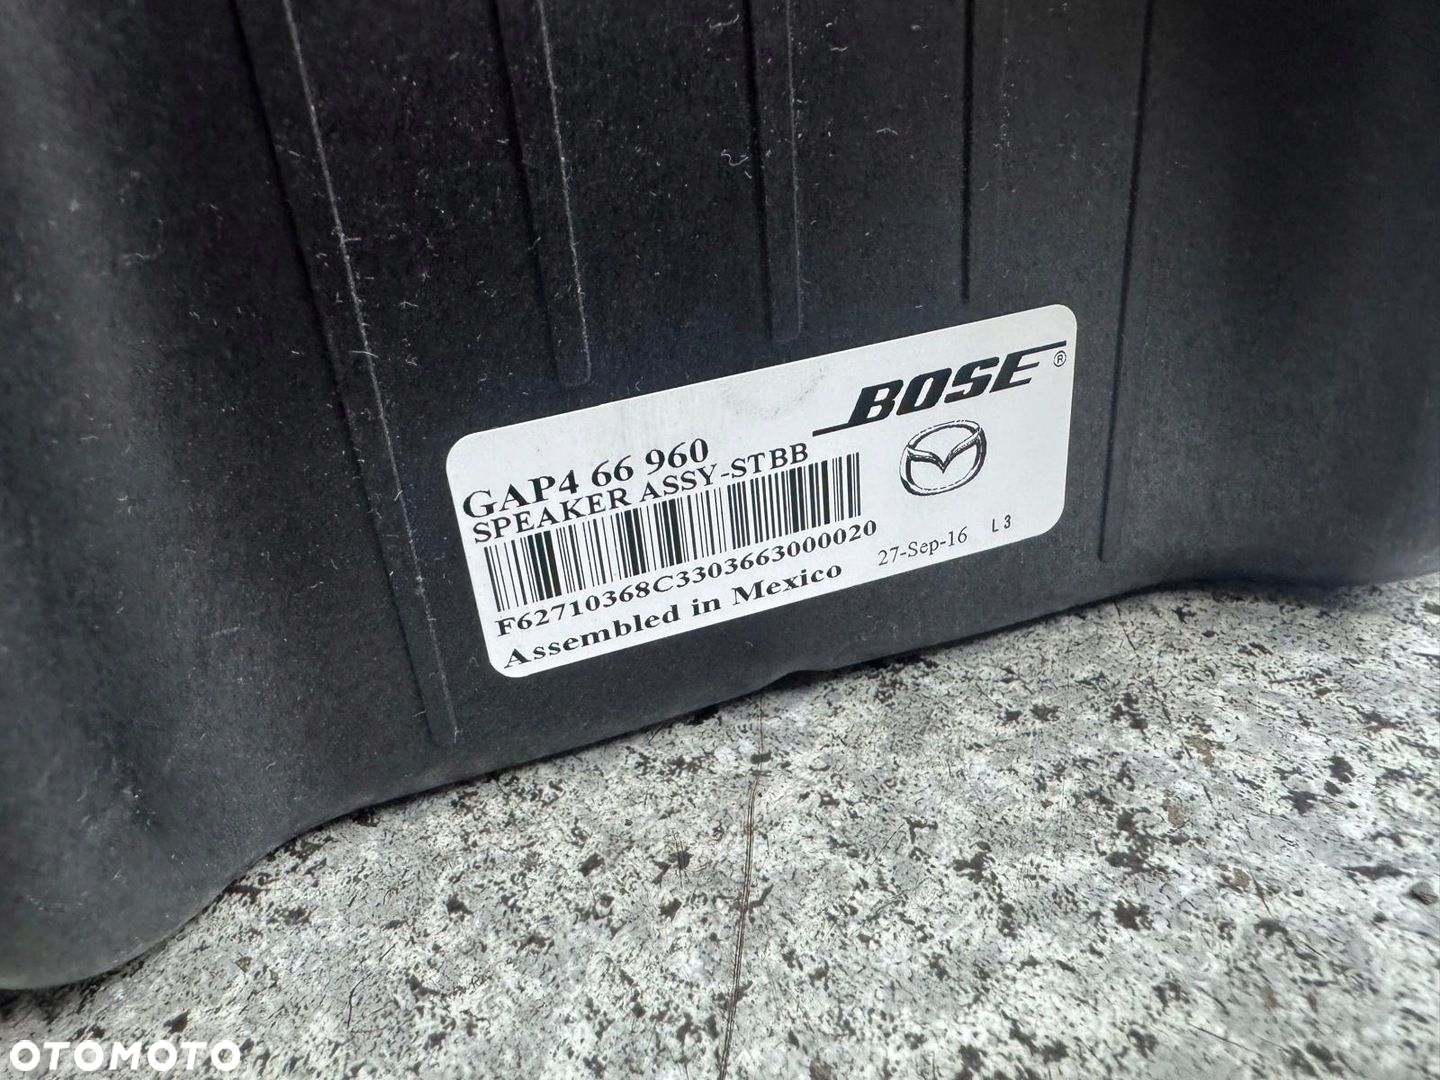 BOSE®
GAP4 66 960
SPEAKER ASSY-STBB
F62710368C3303663000020
27-Sep-16 L3
Assembled in Mexico
OTOMOTO